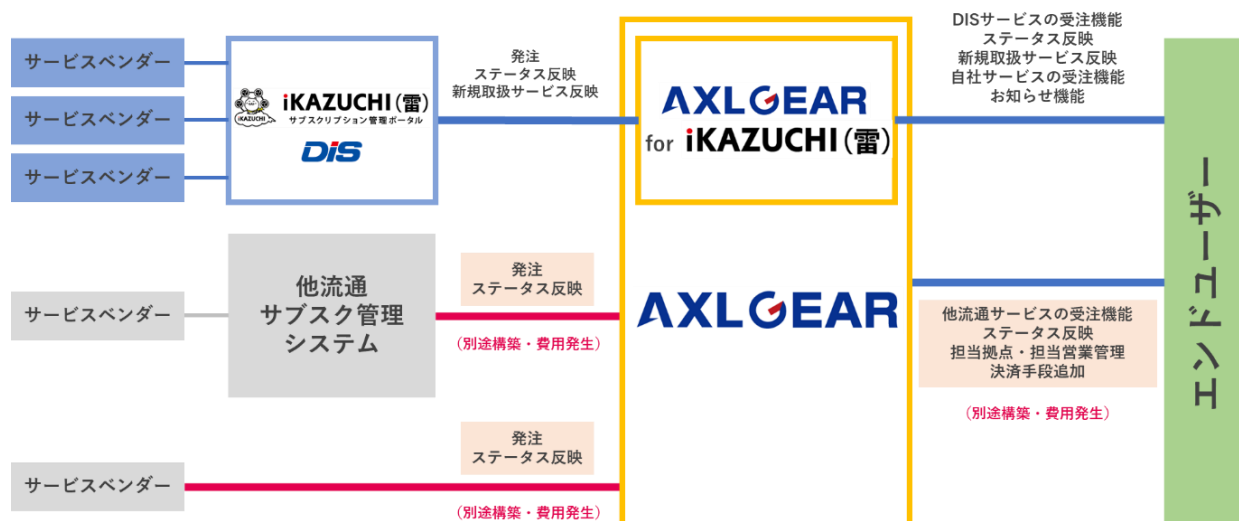 サービスベンダー
サービスベンダー
サービスベンダー
iKAZUCHI
iKAZUCHI(雷)
サブスクリプション管理ポータル
DiS
発注
ステータス反映
新規取扱サービス反映
AXLGEAR
for iKAZUCHI(雷)
DISサービスの受注機能
ステータス反映
新規取扱サービス反映
自社サービスの受注機能
お知らせ機能
エンドユーザー
サービスベンダー
他流通
サブスク管理
システム
発注
ステータス反映
(別途構築・費用発生)
AXLGEAR
他流通サービスの受注機能
ステータス反映
担当拠点・担当営業管理
決済手段追加
(別途構築・費用発生)
サービスベンダー
発注
ステータス反映
(別途構築・費用発生)